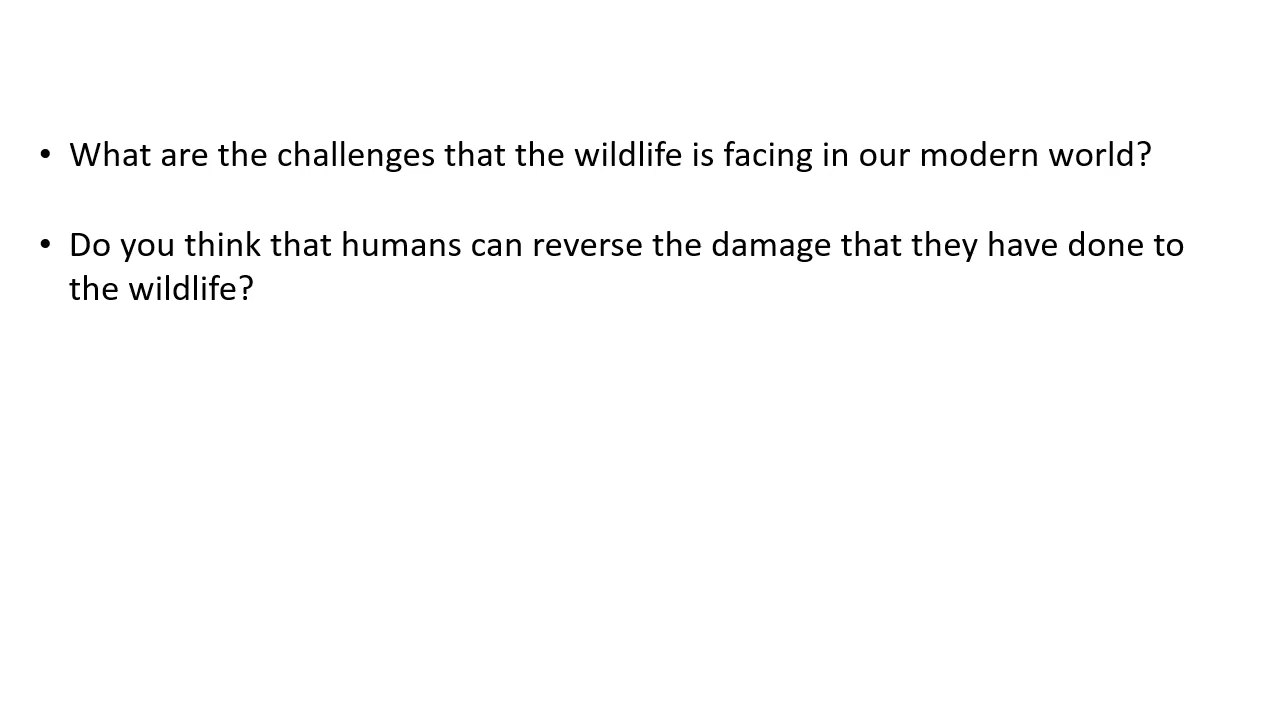 • What are the challenges that the wildlife is facing in our modern world?
• Do you think that humans can reverse the damage that they have done to
the wildlife?